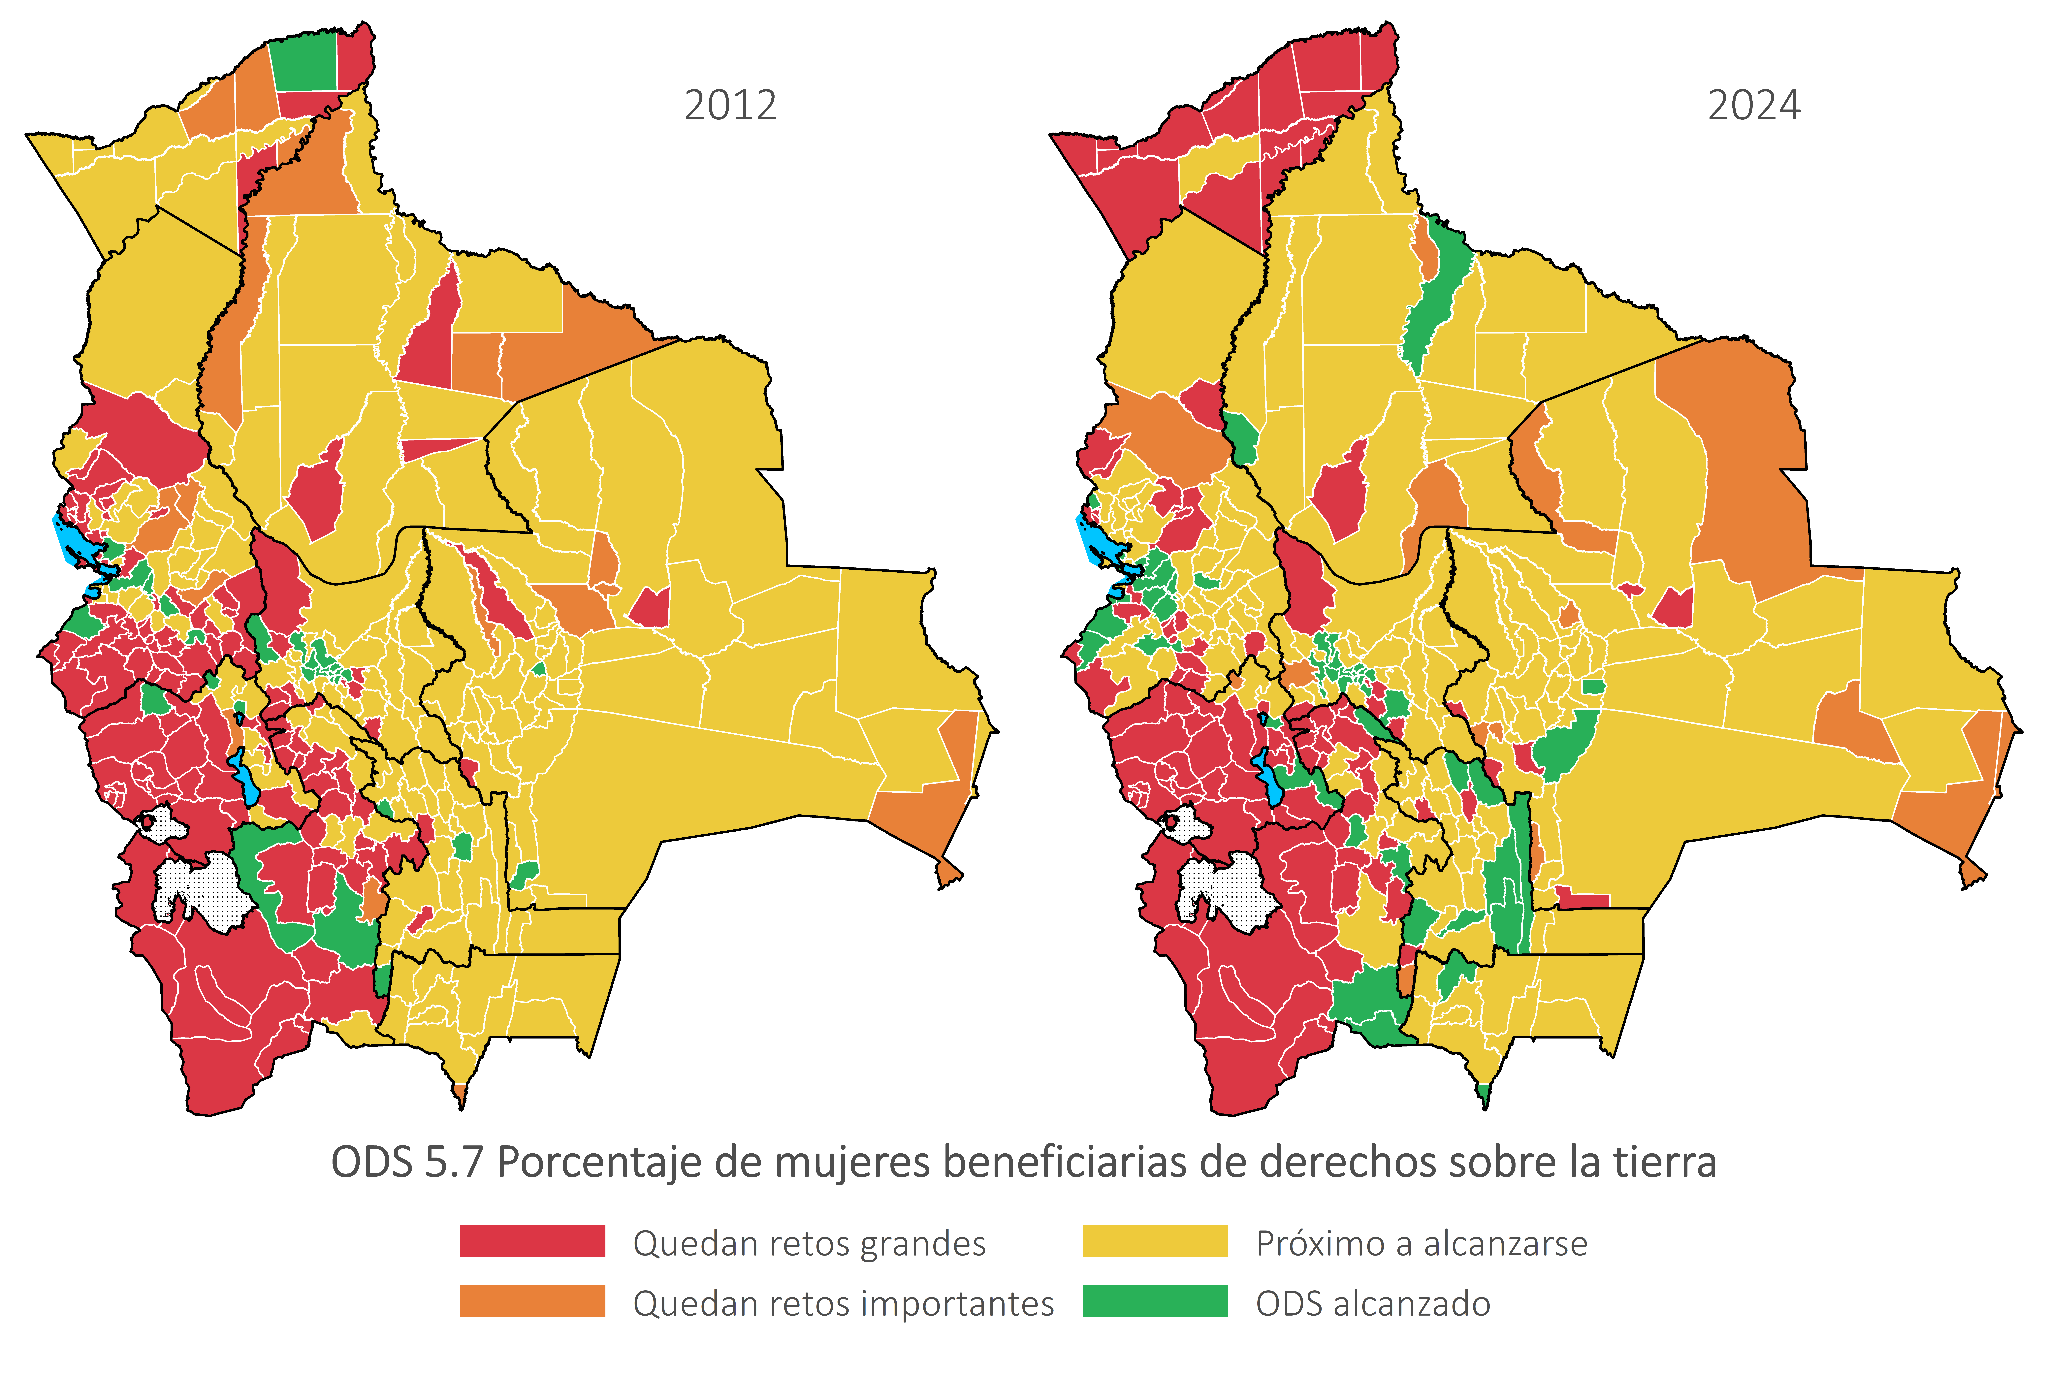 2012
2024
ODS 5.7 Porcentaje de mujeres beneficiarias de derechos sobre la tierra
Quedan retos grandes
Próximo a alcanzarse
Quedan retos importantes
ODS alcanzado